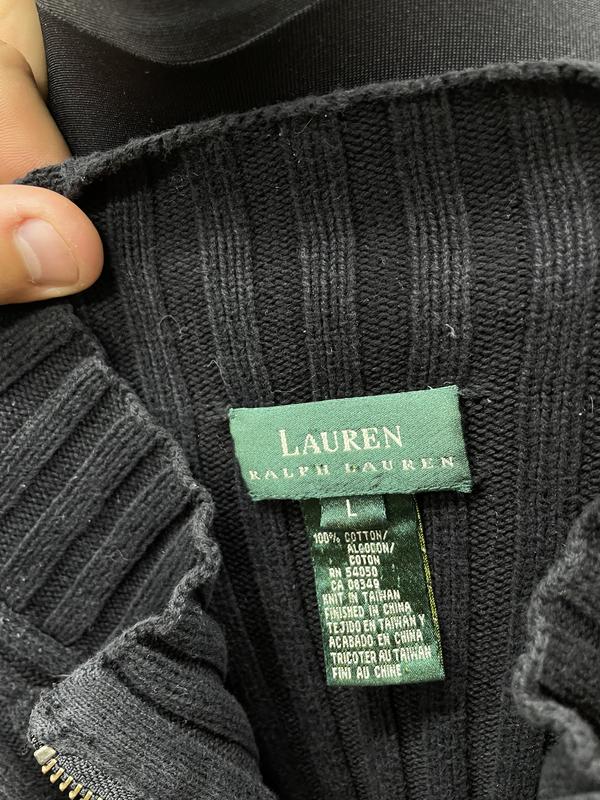 LAUREN
RALPH LAUREN
L
100% COTTON/
ALGODON/
COTON
RN 54050
CA 08349
KNIT IN TAIWAN
FINISHED IN CHINA
TEJIDO EN TAIWAN Y
ACABADO EN CHINA
TRICOTER AU TAIWAN
FINI AU CHINE